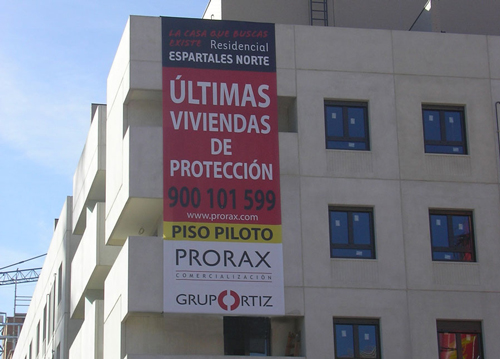 LA CASA QUE BUSCAS
EXISTE Residencial
ESPARTALES NORTE
ÚLTIMAS
VIVIENDAS
DE
PROTECCIÓN
900 101 599
www.prorax.com
PISO PILOTO
PRORAX
COMERCIALIZACIÓN
GRUPORTIZ